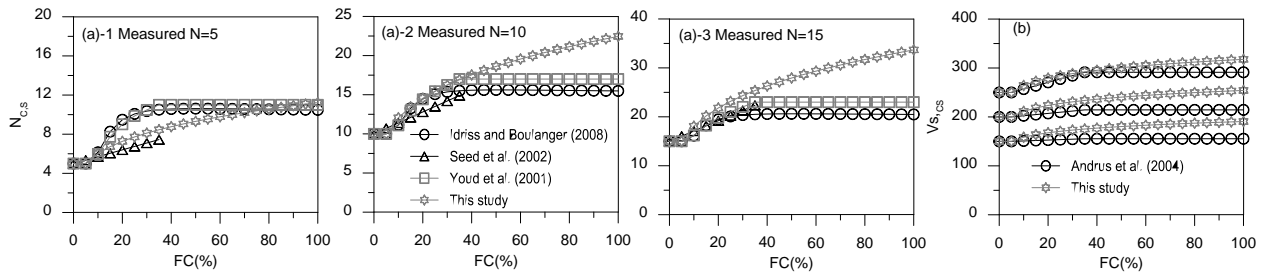 (a)-1 Measured N=5
20
16
12
8
4
0
N_c,s
0 20 40 60 80 100
FC(%)
(a)-2 Measured N=10
25
20
15
10
5
0
Idriss and Boulanger (2008)
Seed et al. (2002)
Youd et al. (2001)
This study
0 20 40 60 80 100
FC(%)
(a)-3 Measured N=15
40
30
20
10
0
0 20 40 60 80 100
FC(%)
(b)
400
300
200
100
0
Vs,cs
Andrus et al. (2004)
This study
0 20 40 60 80 100
FC(%)